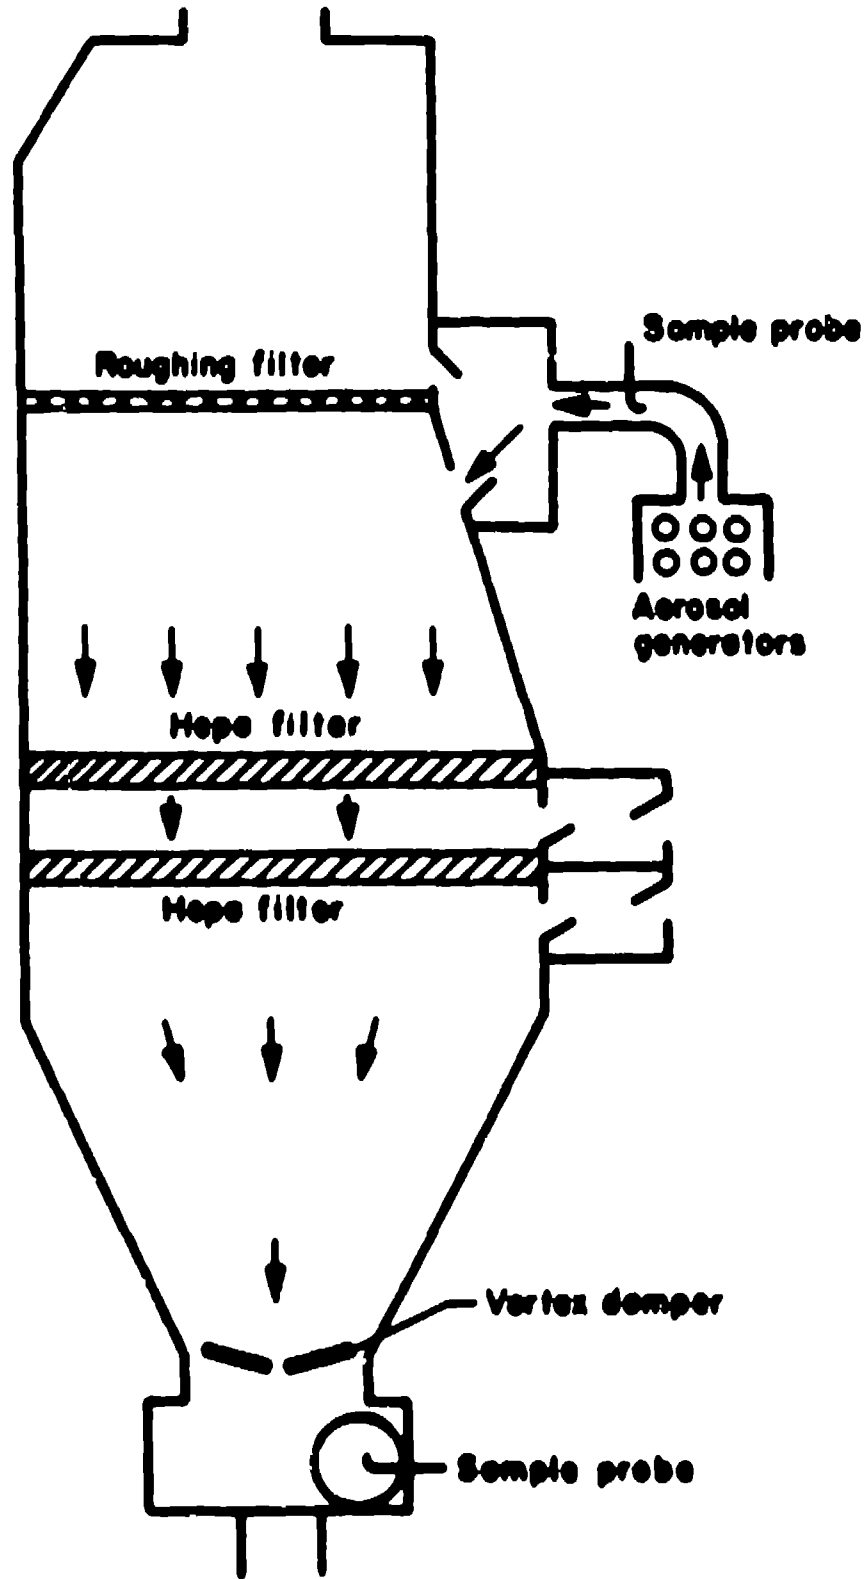 Sample probe
Roughing filter
Aerosol
generators
Hepa filter
Hepa filter
Vortex damper
Sample probe